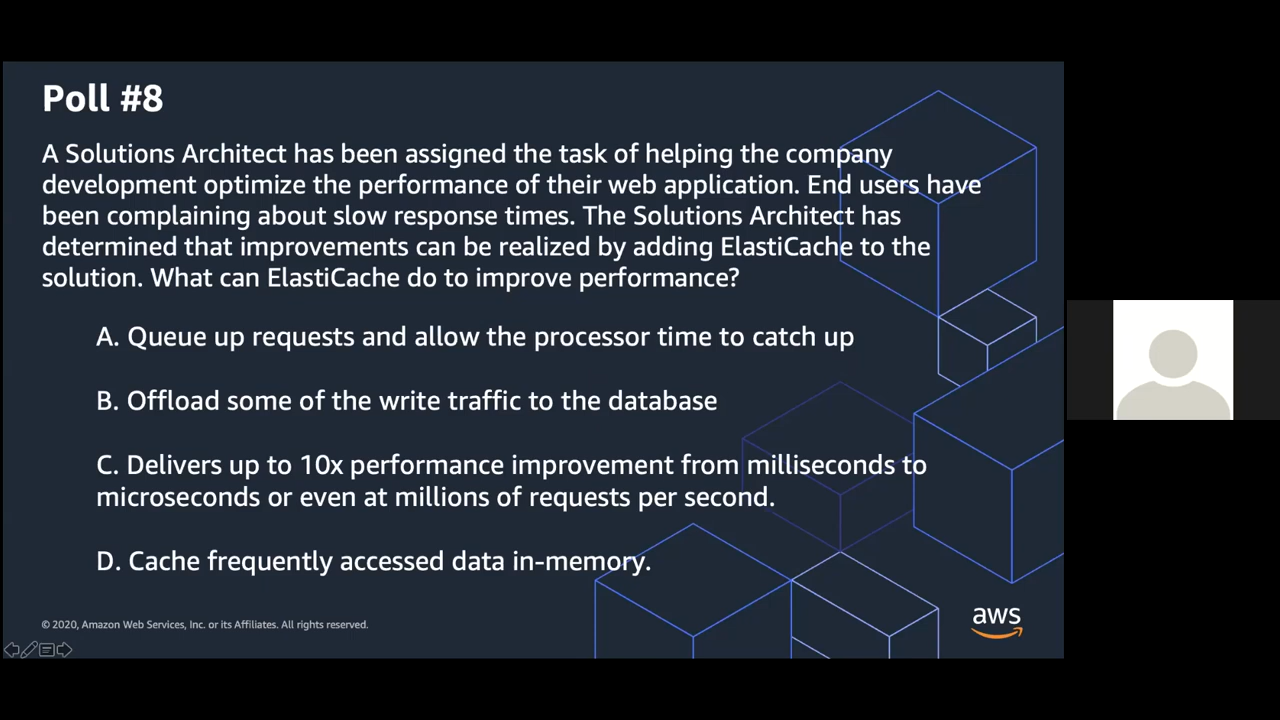 Poll #8
A Solutions Architect has been assigned the task of helping the company
development optimize the performance of their web application. End users have
been complaining about slow response times. The Solutions Architect has
determined that improvements can be realized by adding ElastiCache to the
solution. What can ElastiCache do to improve performance?
A. Queue up requests and allow the processor time to catch up
B. Offload some of the write traffic to the database
C. Delivers up to 10x performance improvement from milliseconds to
microseconds or even at millions of requests per second.
D. Cache frequently accessed data in-memory.
© 2020, Amazon Web Services, Inc. or its Affiliates. All rights reserved.
aws